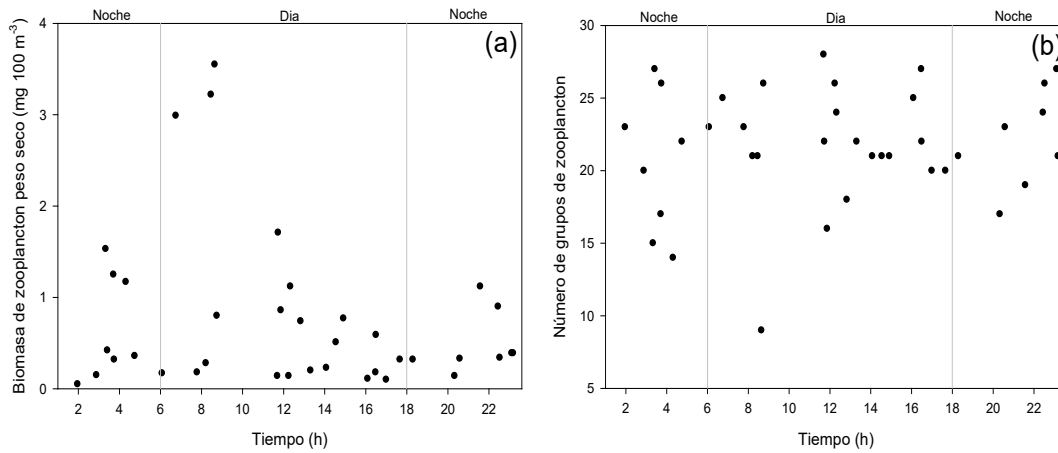 Noche Dia Noche
(a)
4
3
2
1
0
Biomasa de zooplancton peso seco (mg 100 m⁻³)
2 4 6 8 10 12 14 16 18 20 22
Tiempo (h)
Noche Dia Noche
(b)
30
25
20
15
10
5
Número de grupos de zooplancton
2 4 6 8 10 12 14 16 18 20 22
Tiempo (h)